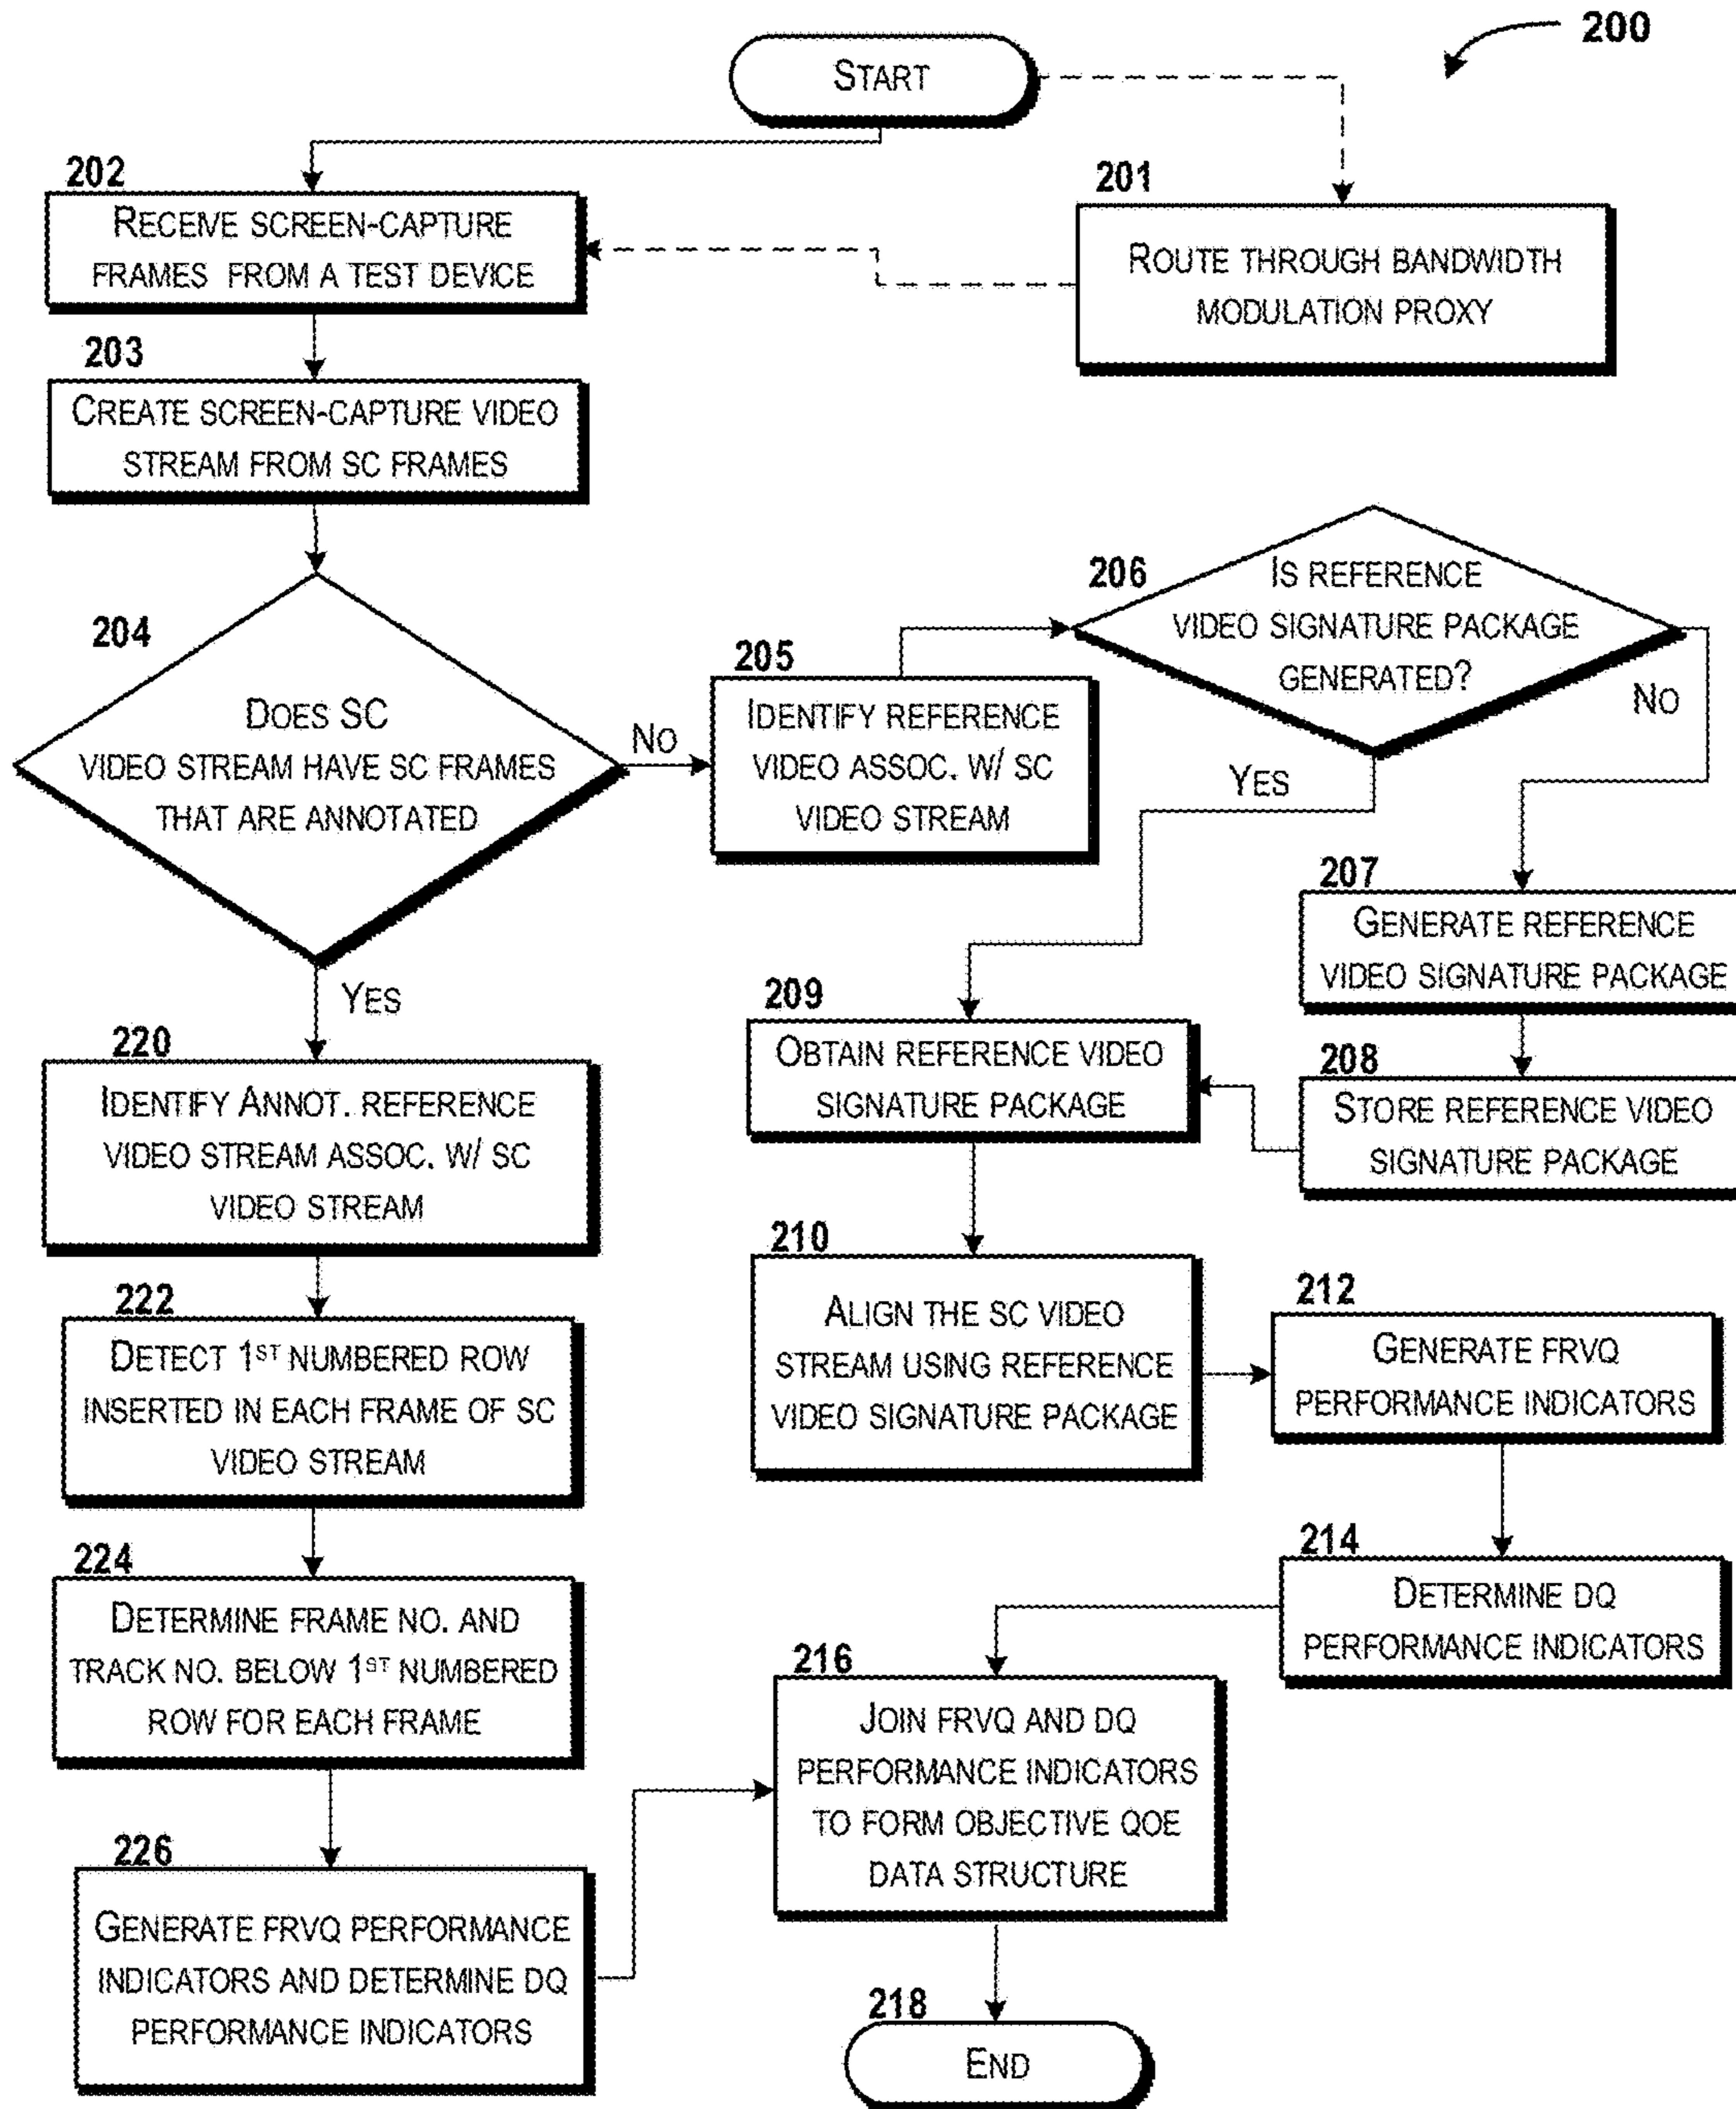 200
START
202
RECEIVE SCREEN-CAPTURE
FRAMES FROM A TEST DEVICE
201
ROUTE THROUGH BANDWIDTH
MODULATION PROXY
203
CREATE SCREEN-CAPTURE VIDEO
STREAM FROM SC FRAMES
204
DOES SC
VIDEO STREAM HAVE SC FRAMES
THAT ARE ANNOTATED
NO
YES
205
IDENTIFY REFERENCE
VIDEO ASSOC. W/ SC
VIDEO STREAM
206
IS REFERENCE
VIDEO SIGNATURE PACKAGE
GENERATED?
NO
YES
207
GENERATE REFERENCE
VIDEO SIGNATURE PACKAGE
208
STORE REFERENCE VIDEO
SIGNATURE PACKAGE
209
OBTAIN REFERENCE VIDEO
SIGNATURE PACKAGE
210
ALIGN THE SC VIDEO
STREAM USING REFERENCE
VIDEO SIGNATURE PACKAGE
212
GENERATE FRVQ
PERFORMANCE INDICATORS
214
DETERMINE DQ
PERFORMANCE INDICATORS
220
IDENTIFY ANNOT. REFERENCE
VIDEO STREAM ASSOC. W/ SC
VIDEO STREAM
222
DETECT 1ST NUMBERED ROW
INSERTED IN EACH FRAME OF SC
VIDEO STREAM
224
DETERMINE FRAME NO. AND
TRACK NO. BELOW 1ST NUMBERED
ROW FOR EACH FRAME
226
GENERATE FRVQ PERFORMANCE
INDICATORS AND DETERMINE DQ
PERFORMANCE INDICATORS
216
JOIN FRVQ AND DQ
PERFORMANCE INDICATORS
TO FORM OBJECTIVE QOE
DATA STRUCTURE
218
END